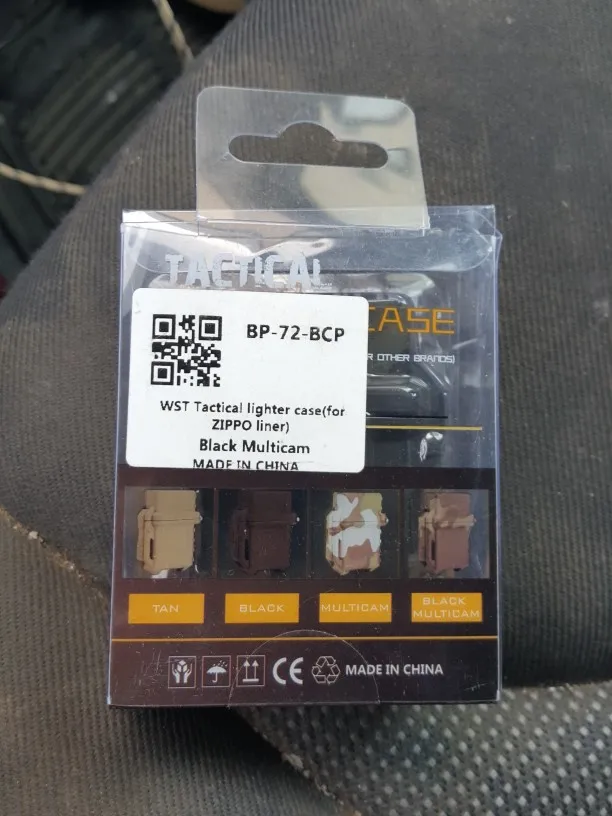 TACTICAL
CASE
R OTHER BRANDS)
BP-72-BCP
WST Tactical lighter case(for
ZIPPO liner)
Black Multicam
MADE IN CHINA
TAN
BLACK
MULTICAM
BLACK
MULTICAM
CE
MADE IN CHINA